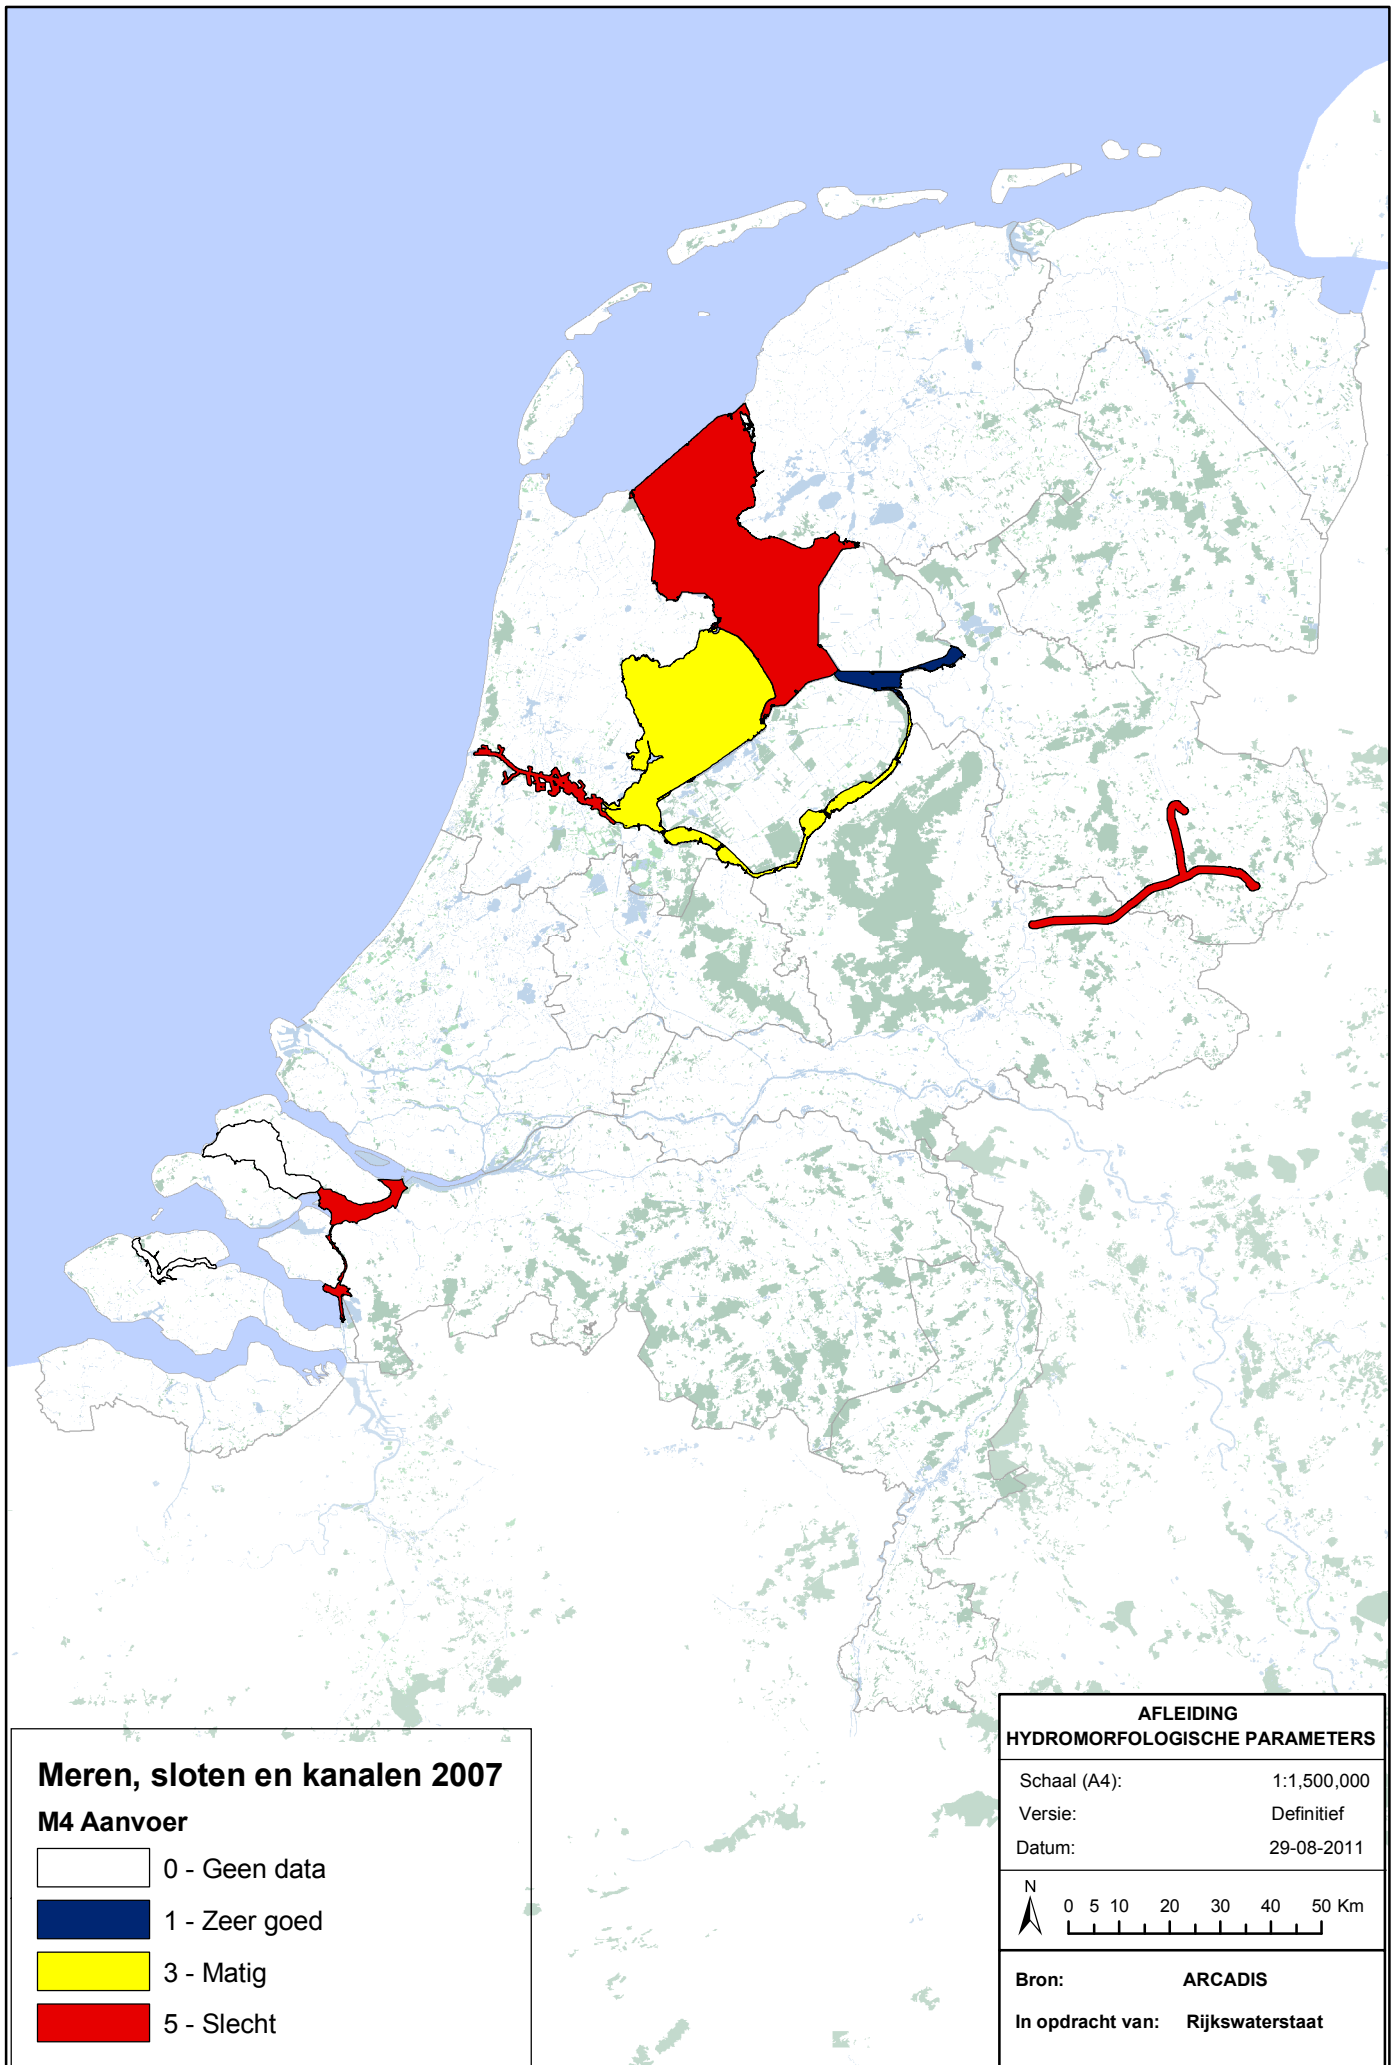 Meren, sloten en kanalen 2007
M4 Aanvoer
0 - Geen data
1 - Zeer goed
3 - Matig
5 - Slecht
AFLEIDING
HYDROMORFOLOGISCHE PARAMETERS
Schaal (A4): 1:1,500,000
Versie: Definitief
Datum: 29-08-2011
N
0 5 10 20 30 40 50 Km
Bron: ARCADIS
In opdracht van: Rijkswaterstaat